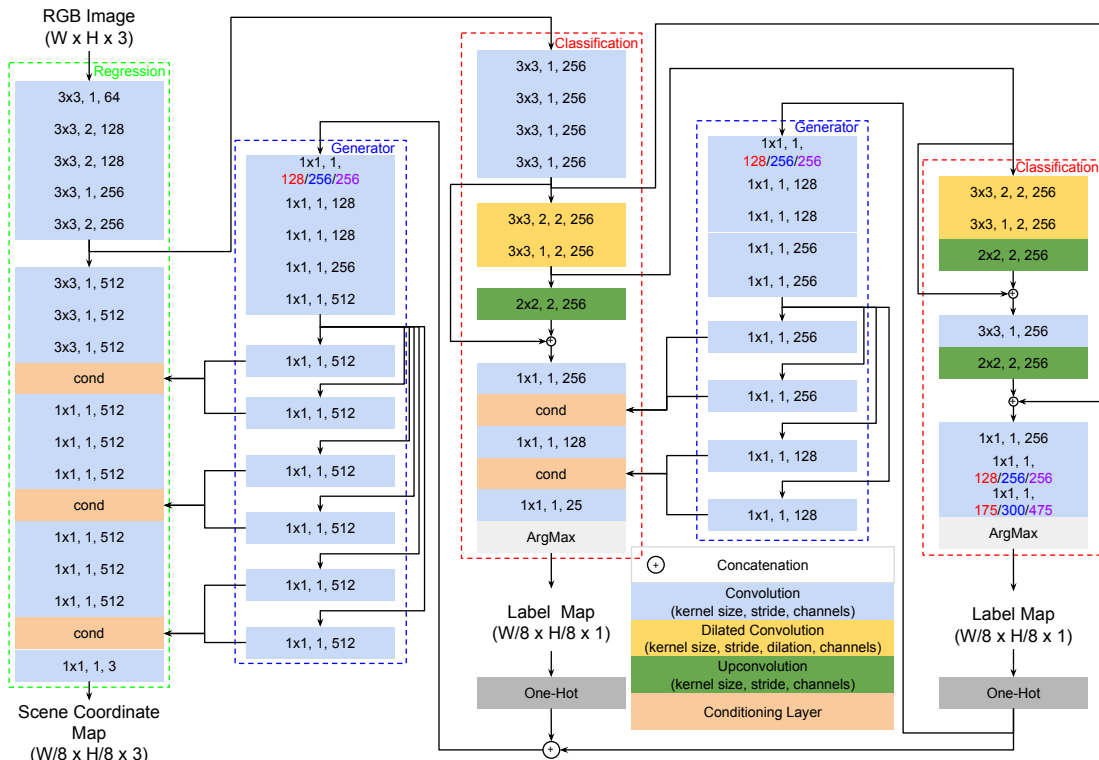 RGB Image
(W x H x 3)
Regression
3x3, 1, 64
3x3, 2, 128
3x3, 2, 128
3x3, 1, 256
3x3, 2, 256
3x3, 1, 512
3x3, 1, 512
3x3, 1, 512
cond
1x1, 1, 512
1x1, 1, 512
1x1, 1, 512
cond
1x1, 1, 512
1x1, 1, 512
1x1, 1, 512
cond
1x1, 1, 3
Scene Coordinate
Map
(W/8 x H/8 x 3)
Generator
1x1, 1,
128/256/256
1x1, 1, 128
1x1, 1, 128
1x1, 1, 256
1x1, 1, 512
1x1, 1, 512
1x1, 1, 512
1x1, 1, 512
1x1, 1, 512
1x1, 1, 512
1x1, 1, 512
Classification
3x3, 1, 256
3x3, 1, 256
3x3, 1, 256
3x3, 1, 256
3x3, 2, 2, 256
3x3, 1, 2, 256
2x2, 2, 256
+
1x1, 1, 256
cond
1x1, 1, 128
cond
1x1, 1, 25
ArgMax
Label Map
(W/8 x H/8 x 1)
One-Hot
+
Generator
1x1, 1,
128/256/256
1x1, 1, 128
1x1, 1, 128
1x1, 1, 256
1x1, 1, 256
1x1, 1, 256
1x1, 1, 256
1x1, 1, 128
1x1, 1, 128
Classification
3x3, 2, 2, 256
3x3, 1, 2, 256
2x2, 2, 256
+
3x3, 1, 256
2x2, 2, 256
+
1x1, 1, 256
1x1, 1,
128/256/256
1x1, 1,
175/300/475
ArgMax
Label Map
(W/8 x H/8 x 1)
One-Hot
+ Concatenation
Convolution
(kernel size, stride, channels)
Dilated Convolution
(kernel size, stride, dilation, channels)
Upconvolution
(kernel size, stride, channels)
Conditioning Layer